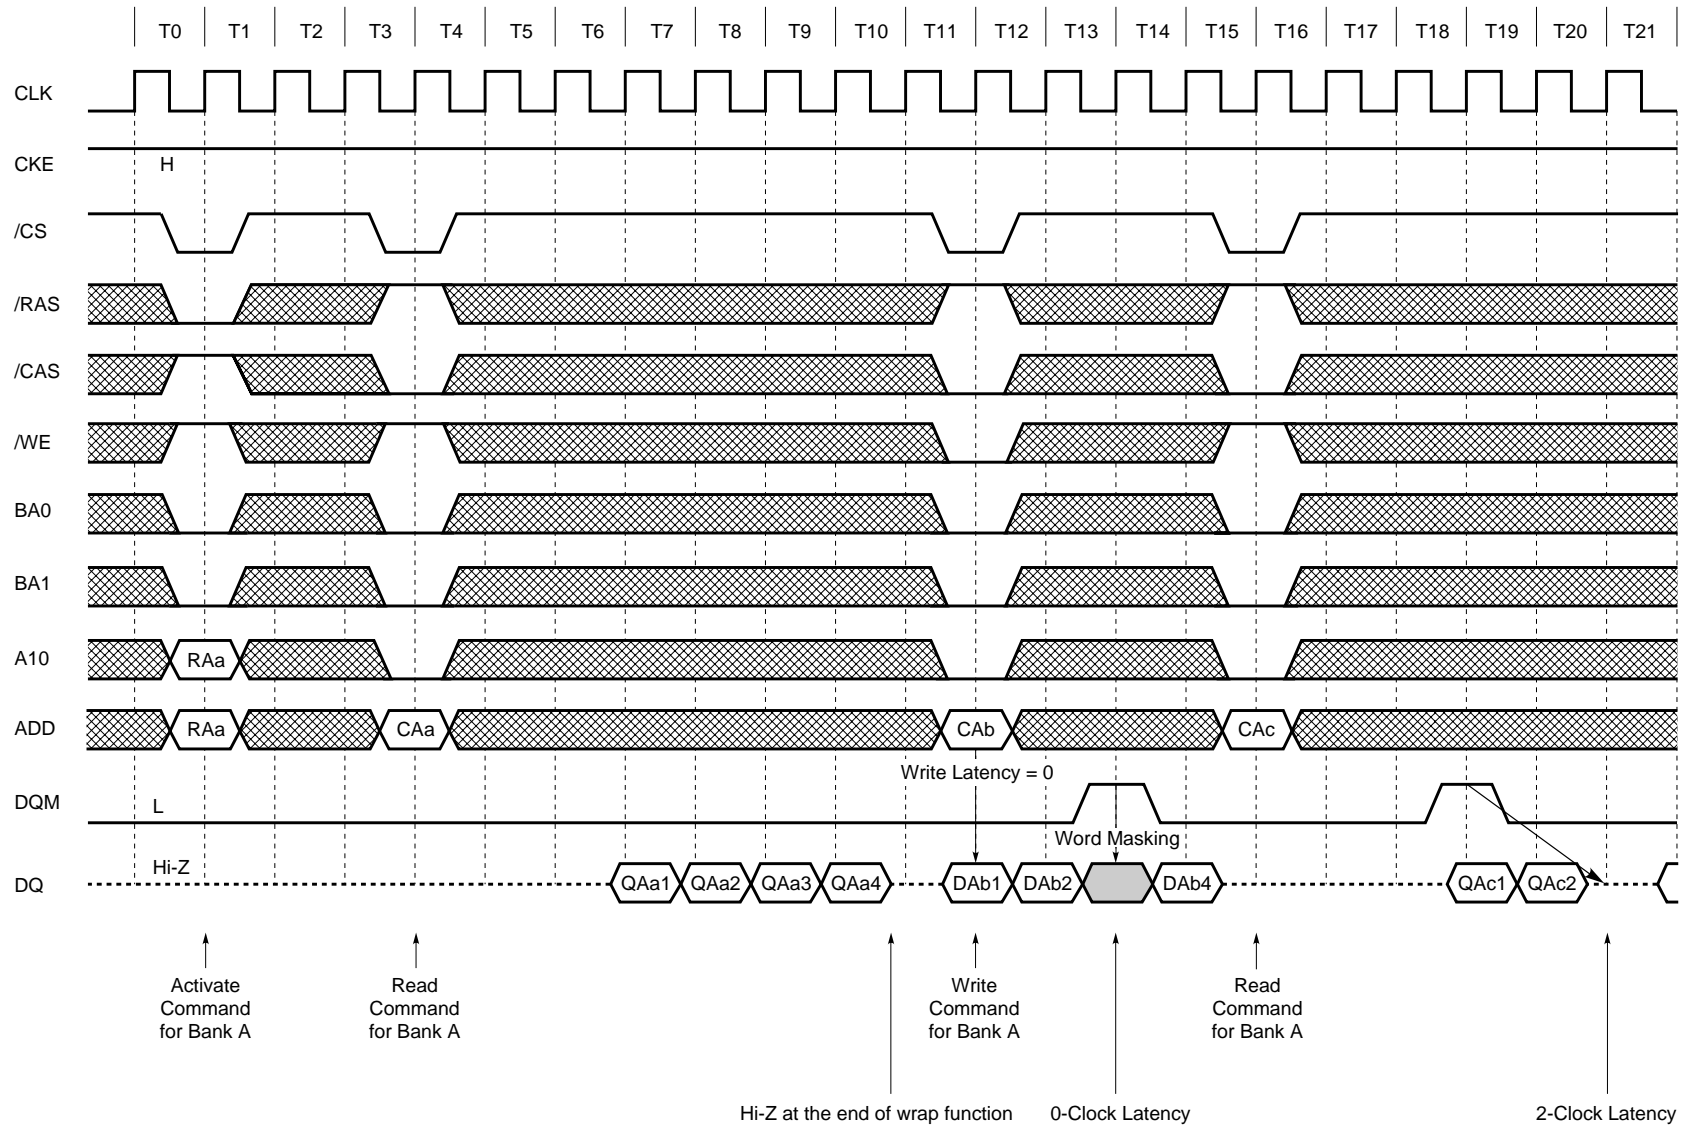 T0 T1 T2 T3 T4 T5 T6 T7 T8 T9 T10 T11 T12 T13 T14 T15 T16 T17 T18 T19 T20 T21
CLK
CKE H
/CS
/RAS
/CAS
/WE
BA0
BA1
A10 RAa
ADD RAa CAa CAb CAc
Write Latency = 0
DQM L
Word Masking
Hi-Z
DQ QAa1 QAa2 QAa3 QAa4 DAb1 DAb2 DAb4 QAc1 QAc2
Activate
Command
for Bank A
Read
Command
for Bank A
Write
Command
for Bank A
Read
Command
for Bank A
Hi-Z at the end of wrap function
0-Clock Latency
2-Clock Latency